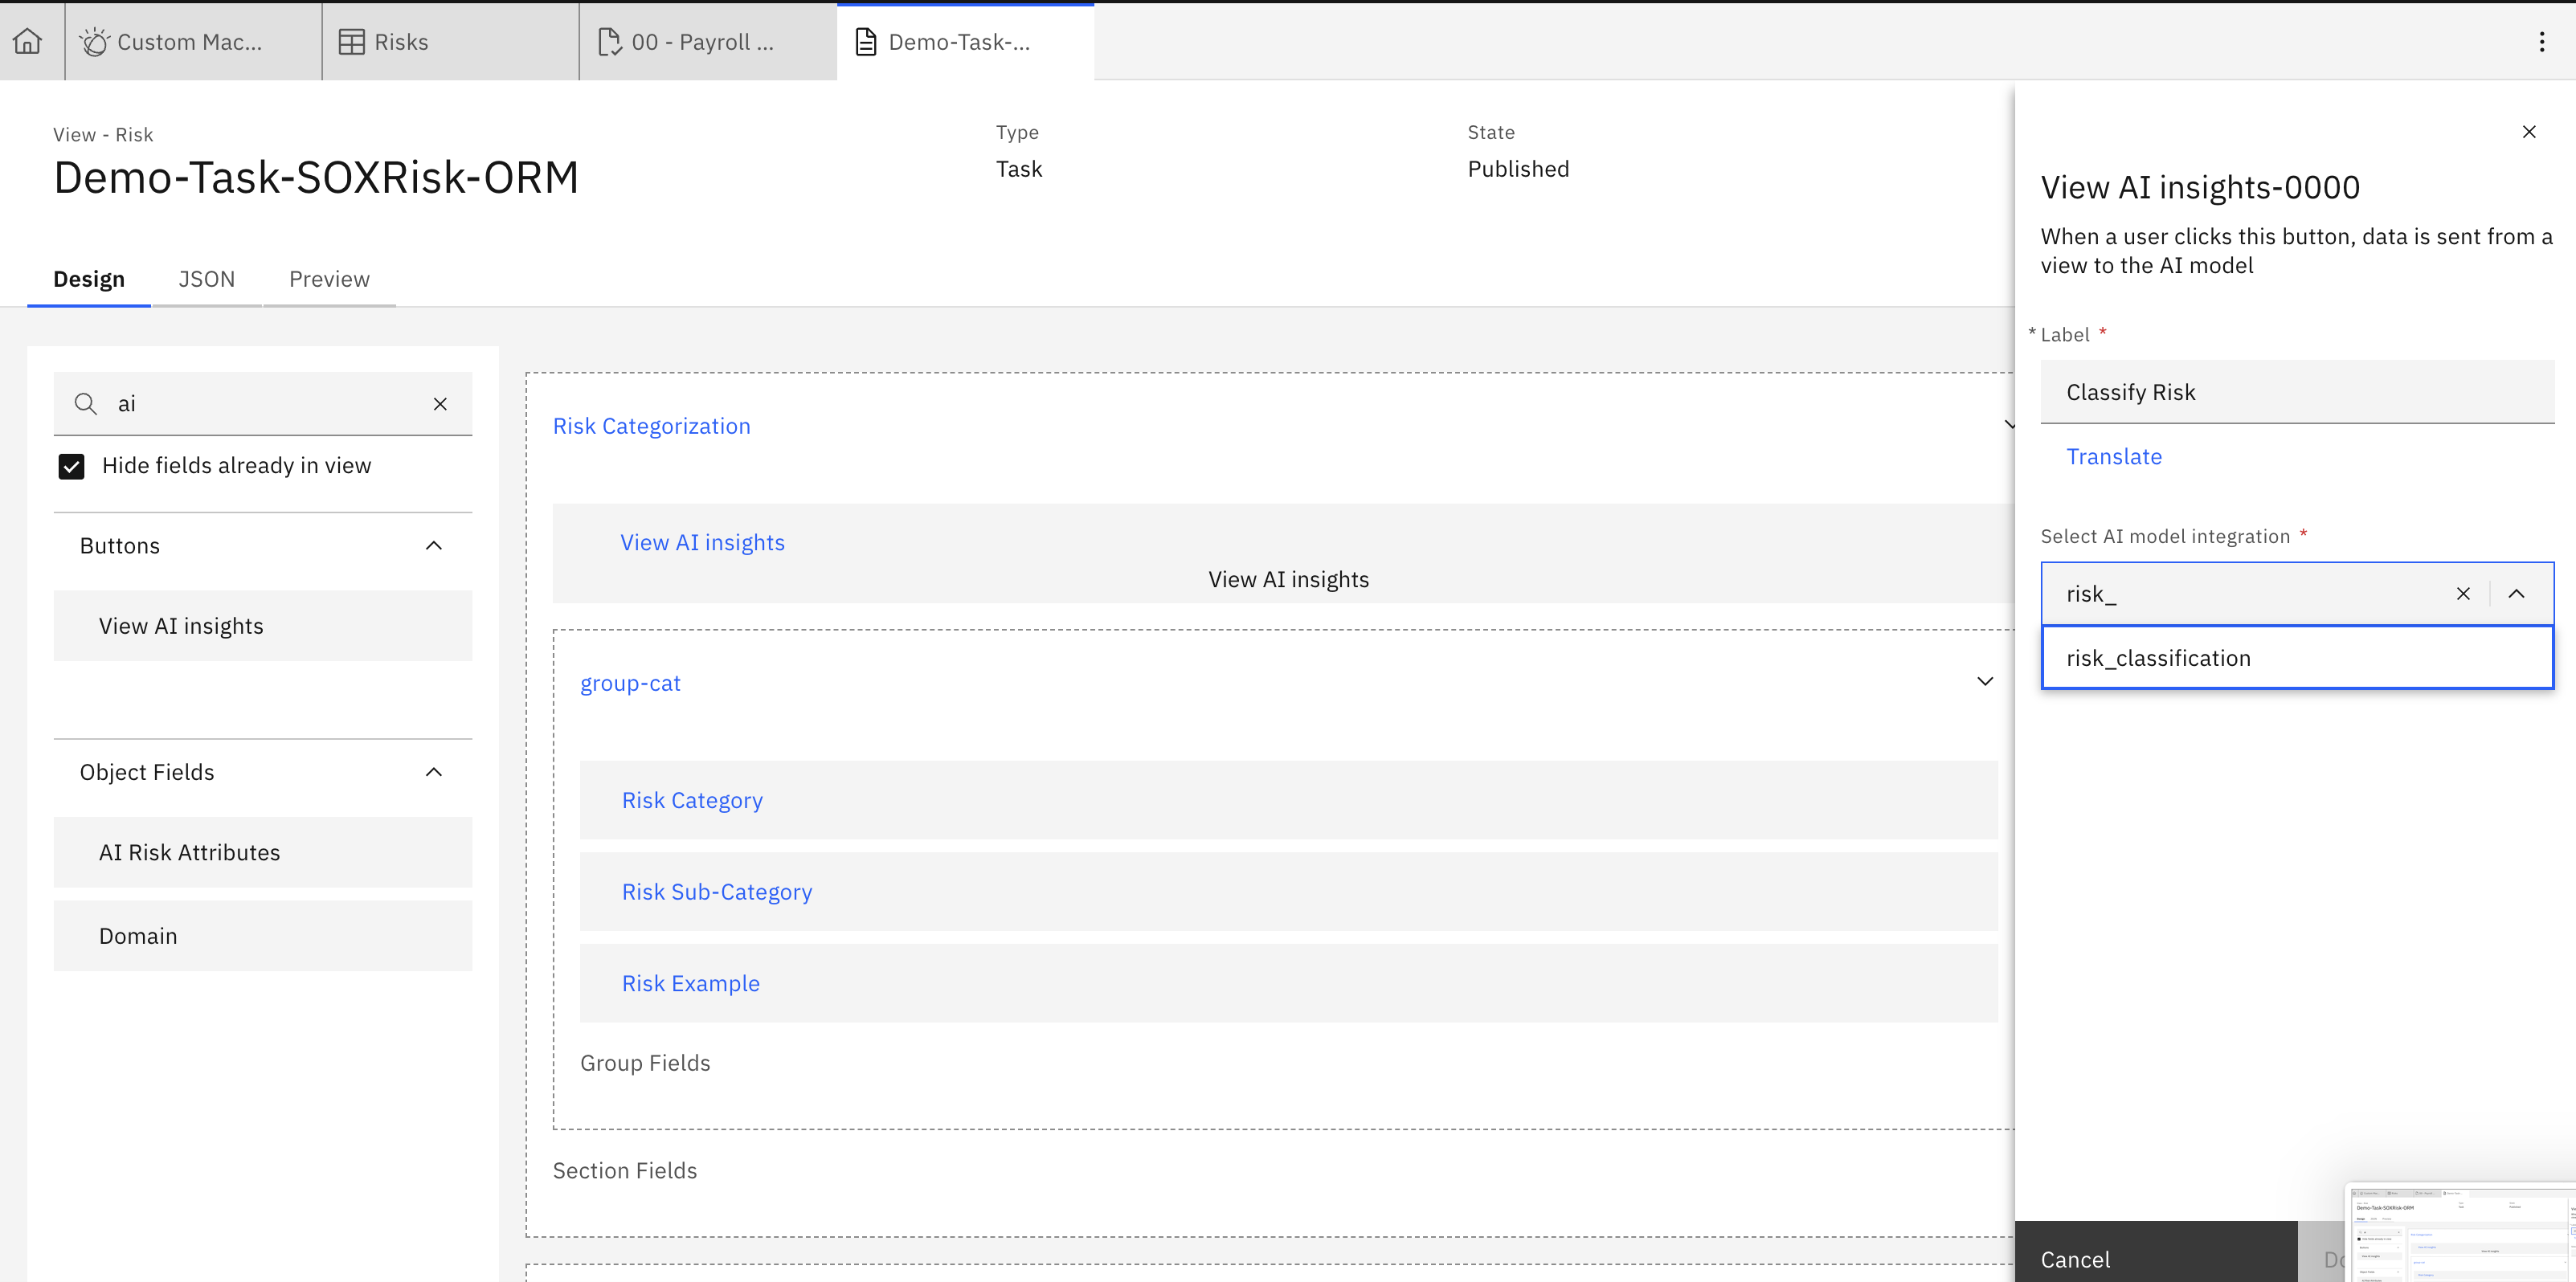 Custom Mac...
Risks
00 - Payroll ...
Demo-Task-...
View - Risk
Demo-Task-SOXRisk-ORM
Type
Task
State
Published
Design
JSON
Preview
ai
Hide fields already in view
Buttons
View AI insights
Object Fields
AI Risk Attributes
Domain
Risk Categorization
View AI insights
View AI insights
group-cat
Risk Category
Risk Sub-Category
Risk Example
Group Fields
Section Fields
View AI insights-0000
When a user clicks this button, data is sent from a
view to the AI model
* Label *
Classify Risk
Translate
Select AI model integration *
risk_
risk_classification
Cancel